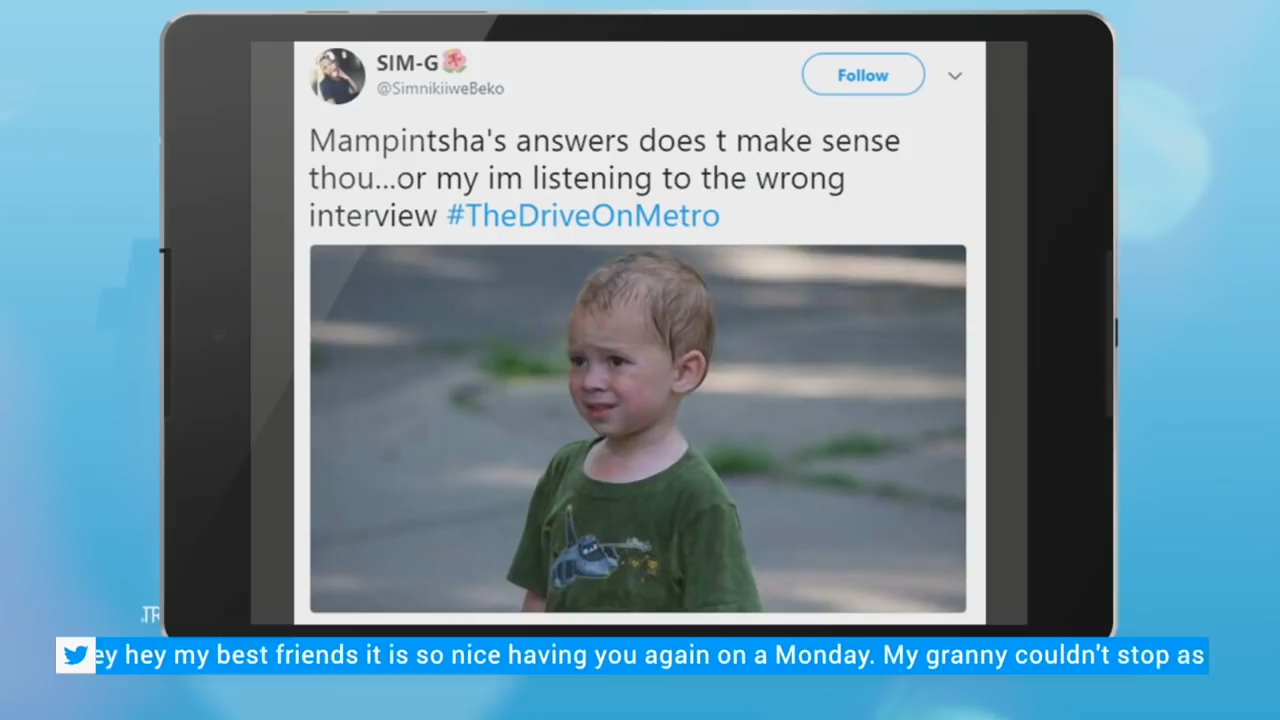 SIM-G
@SimnikiiweBeko
Follow
Mampintsha's answers does t make sense
thou...or my im listening to the wrong
interview #TheDriveOnMetro
ey hey my best friends it is so nice having you again on a Monday. My granny couldn't stop as